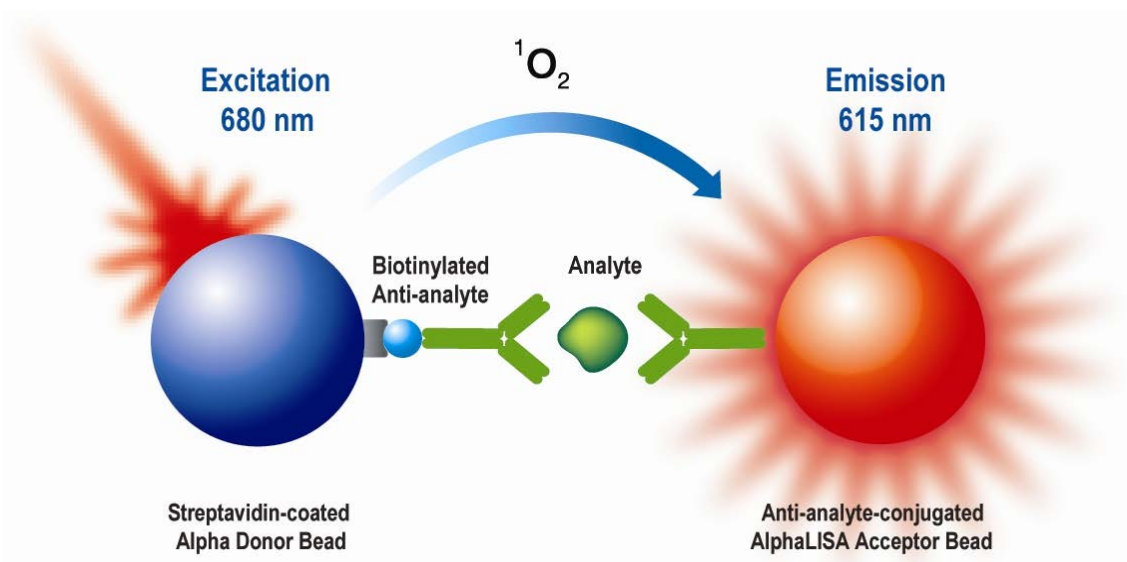 ¹O₂
Excitation
680 nm
Emission
615 nm
Biotinylated
Anti-analyte
Analyte
Streptavidin-coated
Alpha Donor Bead
Anti-analyte-conjugated
AlphaLISA Acceptor Bead